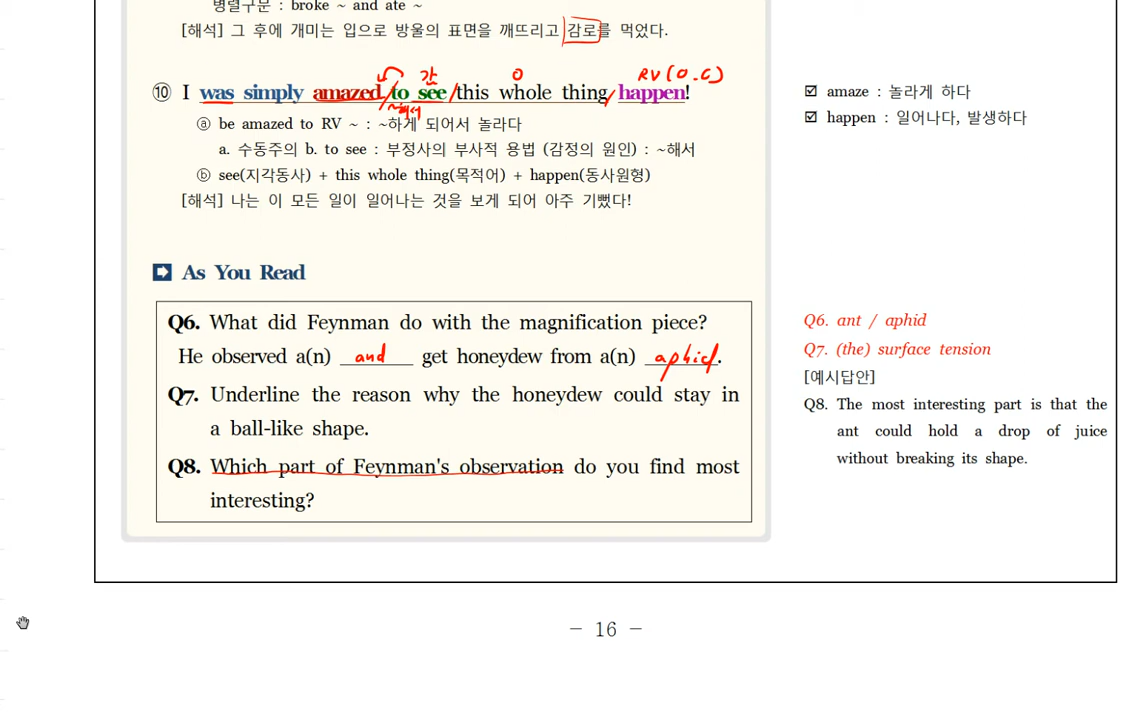 병렬구문 : broke ~ and ate ~
[해석] 그 후에 개미는 입으로 방울의 표면을 깨뜨리고 감로를 먹었다.
간 O RV(O.C)
⑩ I was simply amazed to see this whole thing happen!
~해서
ⓐ be amazed to RV ~ : ~하게 되어서 놀라다
a. 수동주의 b. to see : 부정사의 부사적 용법 (감정의 원인) : ~해서
ⓑ see(지각동사) + this whole thing(목적어) + happen(동사원형)
[해석] 나는 이 모든 일이 일어나는 것을 보게 되어 아주 기뻤다!
☑ amaze : 놀라게 하다
☑ happen : 일어나다, 발생하다
As You Read
Q6. What did Feynman do with the magnification piece?
He observed a(n) and get honeydew from a(n) aphid.
Q7. Underline the reason why the honeydew could stay in
a ball-like shape.
Q8. Which part of Feynman's observation do you find most
interesting?
Q6. ant / aphid
Q7. (the) surface tension
[예시답안]
Q8. The most interesting part is that the
ant could hold a drop of juice
without breaking its shape.
- 16 -